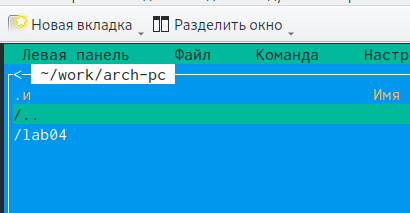 Новая вкладка Разделить окно
Левая панель Файл Команда Настр
<— ~/work/arch-pc
.и Имя
/..
/lab04